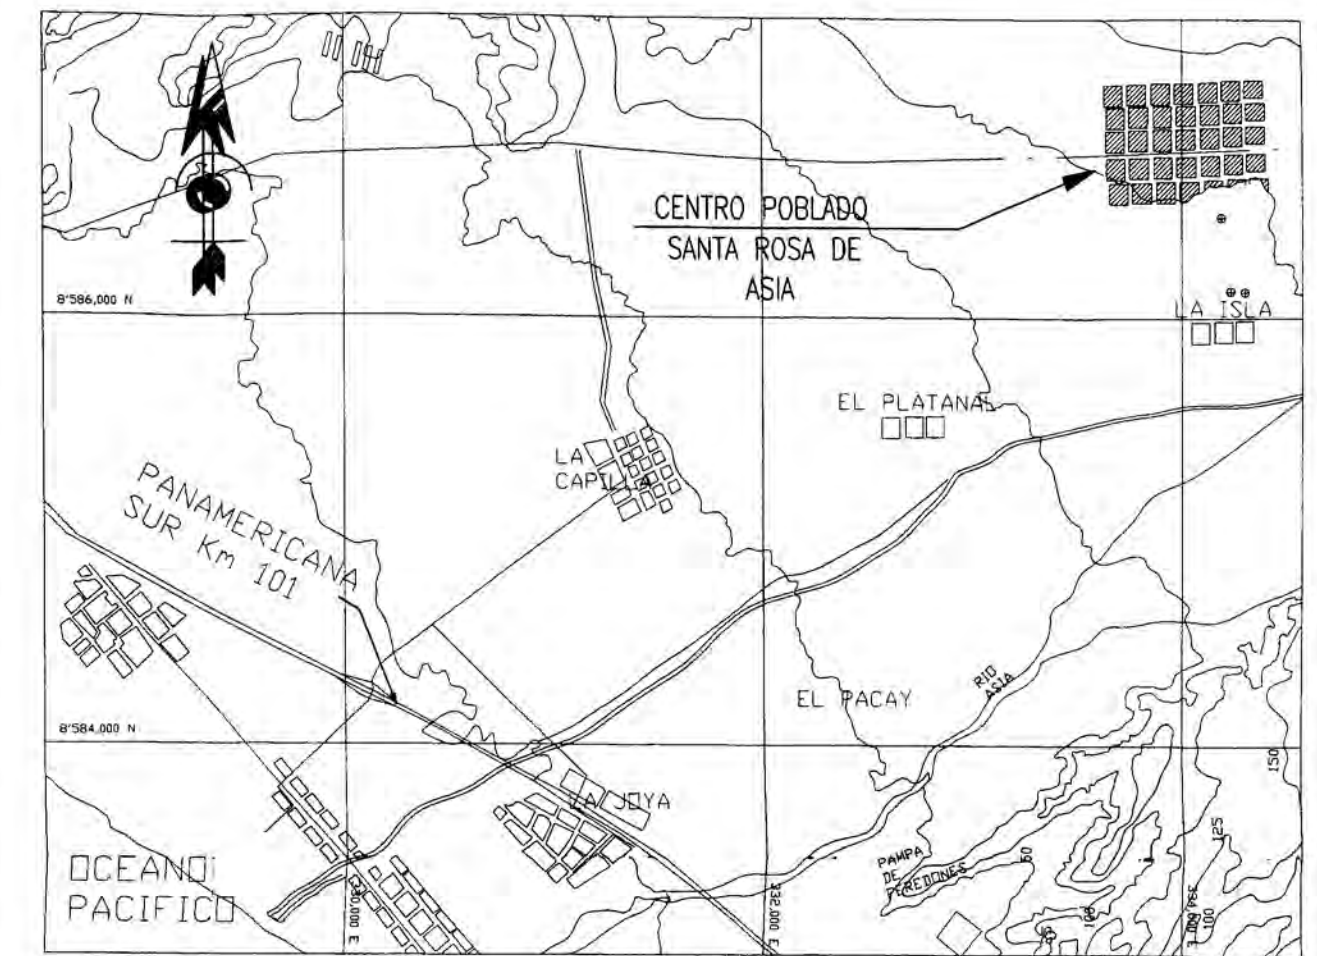 CENTRO POBLADO
SANTA ROSA DE
ASIA
8'586,000 N
LA ISLA
EL PLATANAL
LA
CAPILLA
PANAMERICANA
SUR Km 101
RIO
ASIA
EL PACAY
8'584,000 N
150
LA JOYA
125
OCEANO
PACIFICO
PAMPA
DE
PEREDONES
50
330,000 E
332,000 E
100
100